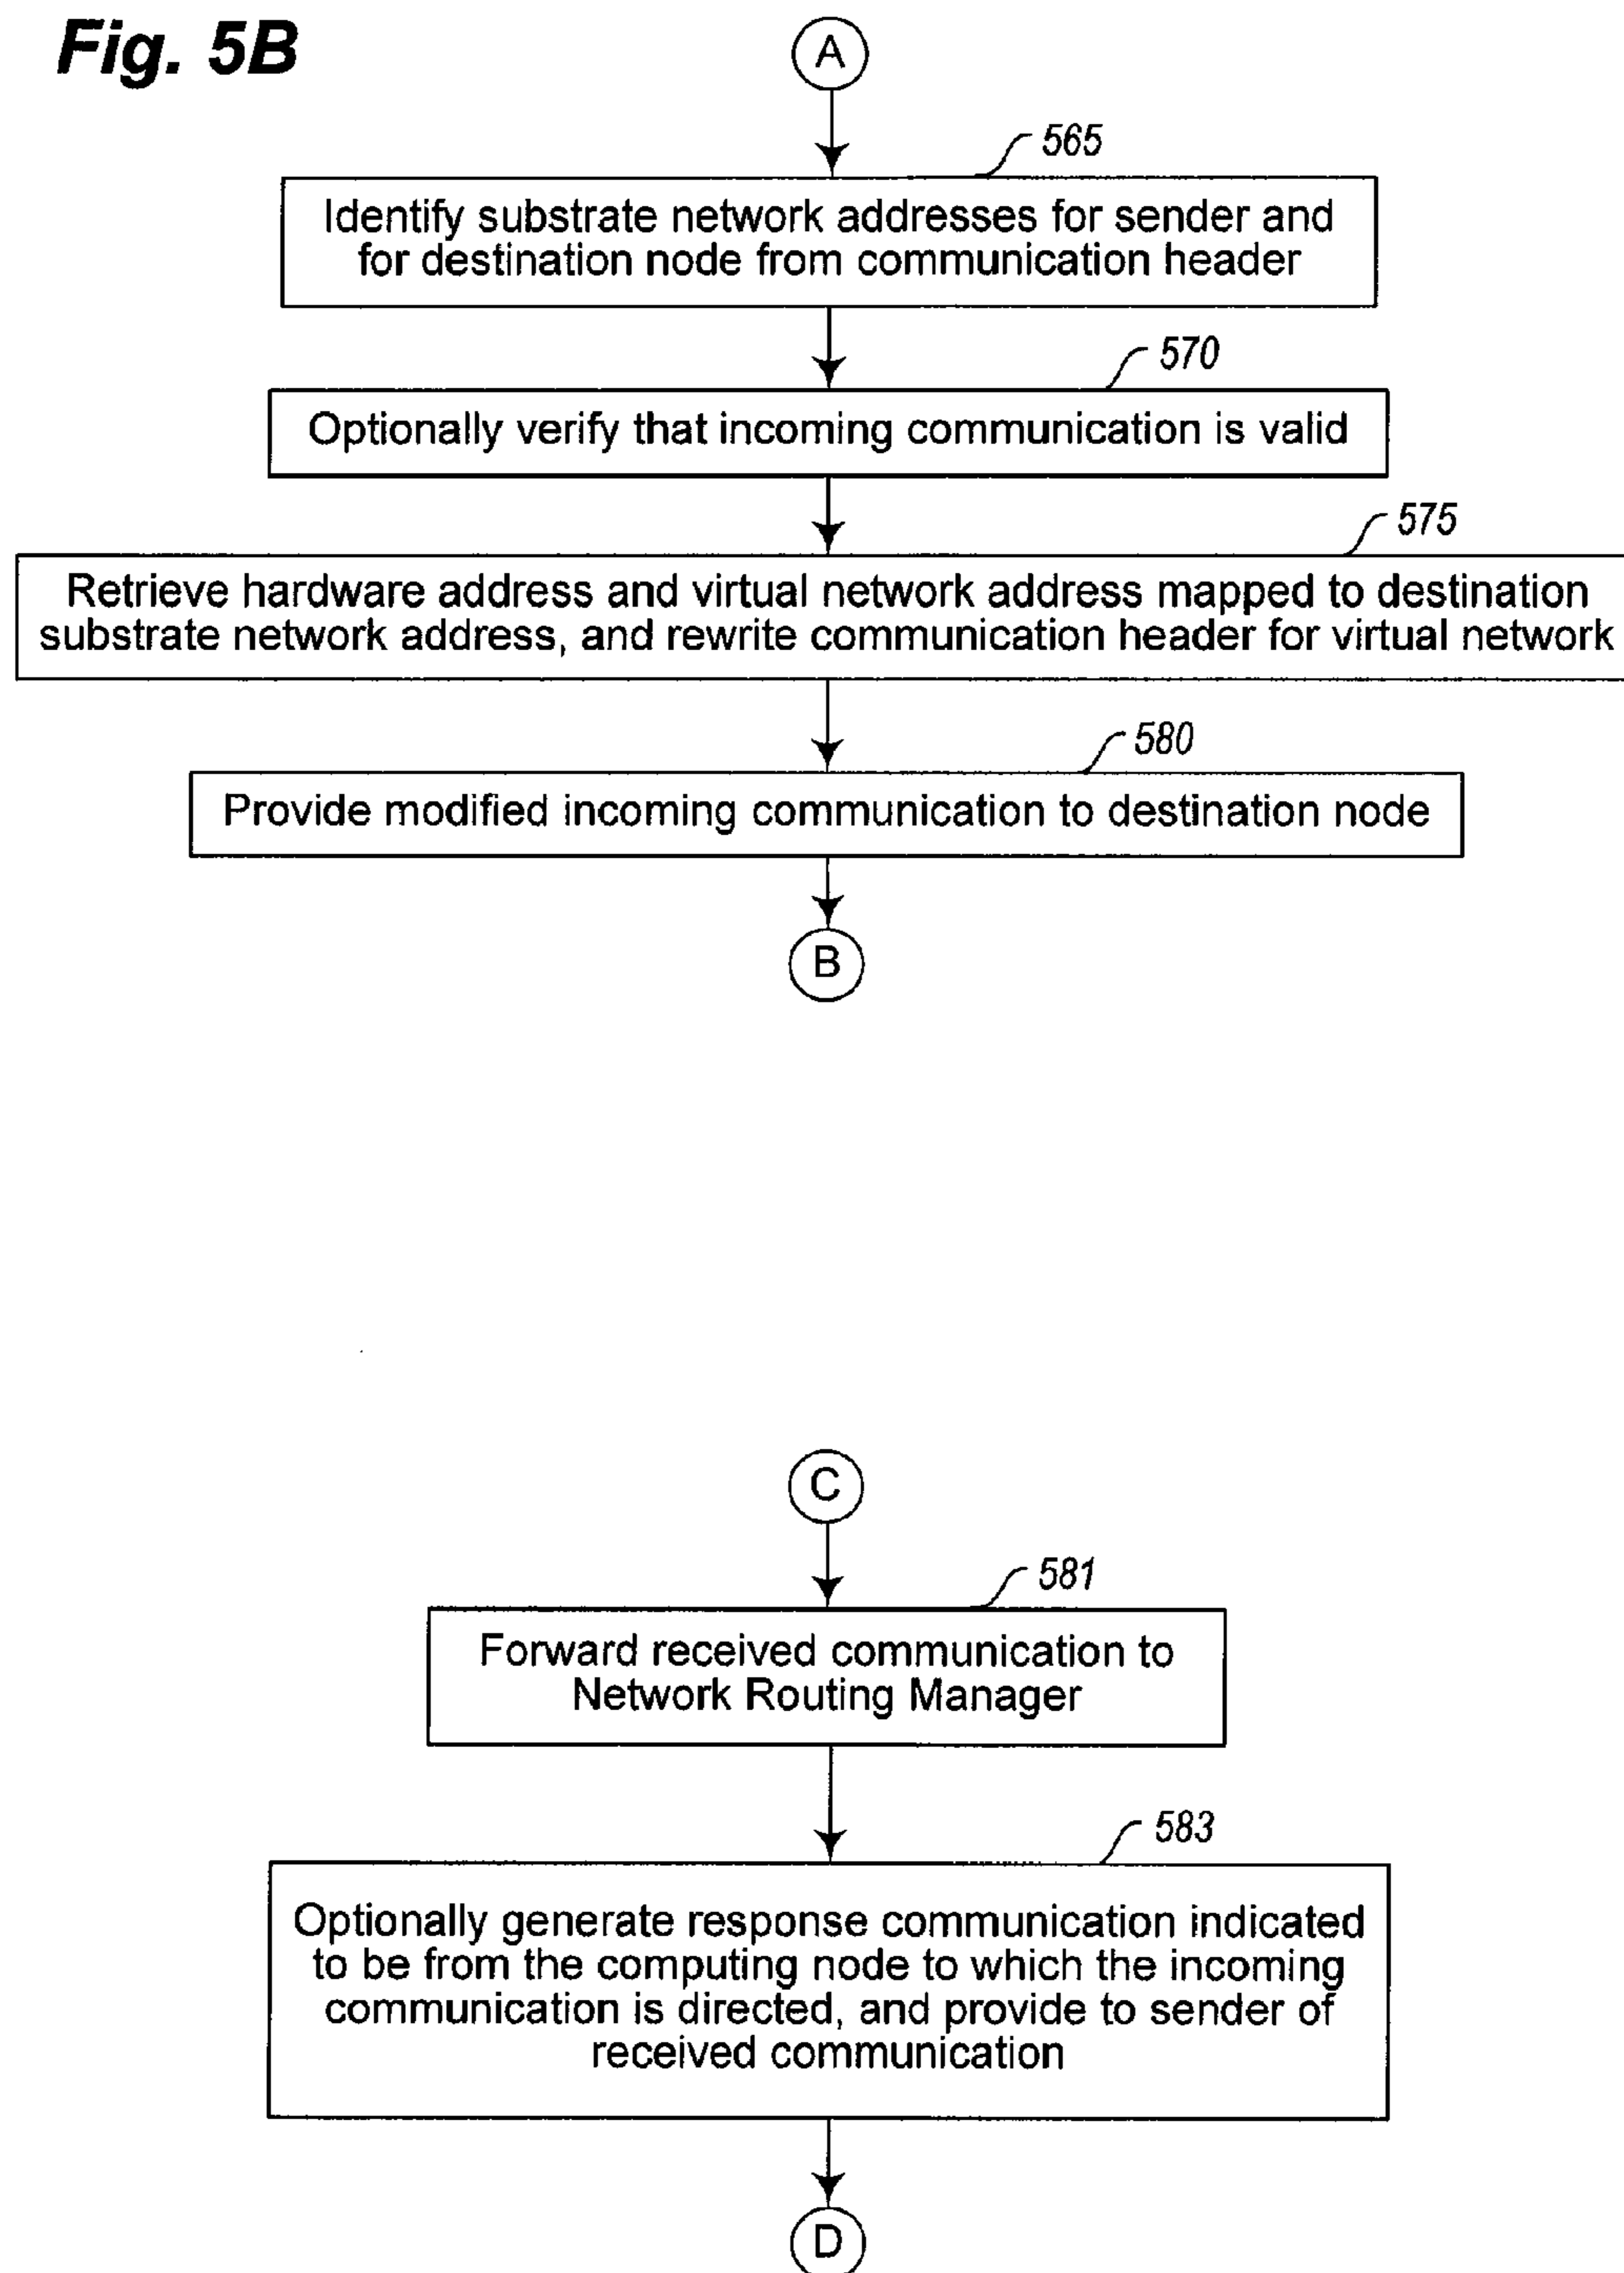 Fig. 5B
A
565
Identify substrate network addresses for sender and
for destination node from communication header
570
Optionally verify that incoming communication is valid
575
Retrieve hardware address and virtual network address mapped to destination
substrate network address, and rewrite communication header for virtual network
580
Provide modified incoming communication to destination node
B
C
581
Forward received communication to
Network Routing Manager
583
Optionally generate response communication indicated
to be from the computing node to which the incoming
communication is directed, and provide to sender of
received communication
D